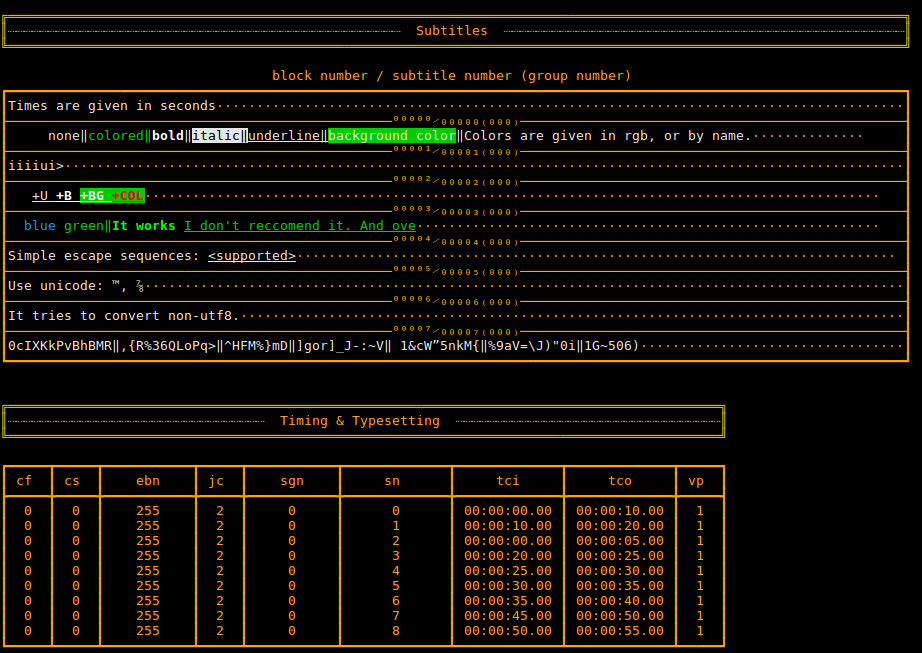 Subtitles
block number / subtitle number (group number)
Times are given in seconds
⁰⁰⁰⁰⁰⁄₀₀₀₀₀(₀₀₀)
none‖colored‖bold‖italic‖underline‖background color‖Colors are given in rgb, or by name.
⁰⁰⁰⁰¹⁄₀₀₀₀₁(₀₀₀)
iiiiui>
⁰⁰⁰⁰²⁄₀₀₀₀₂(₀₀₀)
+U +B +BG +COL
⁰⁰⁰⁰³⁄₀₀₀₀₃(₀₀₀)
blue green‖It works I don't reccomend it. And ove
⁰⁰⁰⁰⁴⁄₀₀₀₀₄(₀₀₀)
Simple escape sequences: <supported>
⁰⁰⁰⁰⁵⁄₀₀₀₀₅(₀₀₀)
Use unicode: ™, ⅞
⁰⁰⁰⁰⁶⁄₀₀₀₀₆(₀₀₀)
It tries to convert non-utf8.
⁰⁰⁰⁰⁷⁄₀₀₀₀₇(₀₀₀)
0cIXKkPvBhBMR‖,{R%36QLoPq>‖^HFM%}mD‖]gor]_J-:~V‖ 1&cW”5nkM{‖%9aV=\J)"0i‖1G~506)
Timing & Typesetting
cf cs ebn jc sgn sn tci tco vp
0 0 255 2 0 0 00:00:00.00 00:00:10.00 1
0 0 255 2 0 1 00:00:10.00 00:00:20.00 1
0 0 255 2 0 2 00:00:00.00 00:00:05.00 1
0 0 255 2 0 3 00:00:20.00 00:00:25.00 1
0 0 255 2 0 4 00:00:25.00 00:00:30.00 1
0 0 255 2 0 5 00:00:30.00 00:00:35.00 1
0 0 255 2 0 6 00:00:35.00 00:00:40.00 1
0 0 255 2 0 7 00:00:45.00 00:00:50.00 1
0 0 255 2 0 8 00:00:50.00 00:00:55.00 1